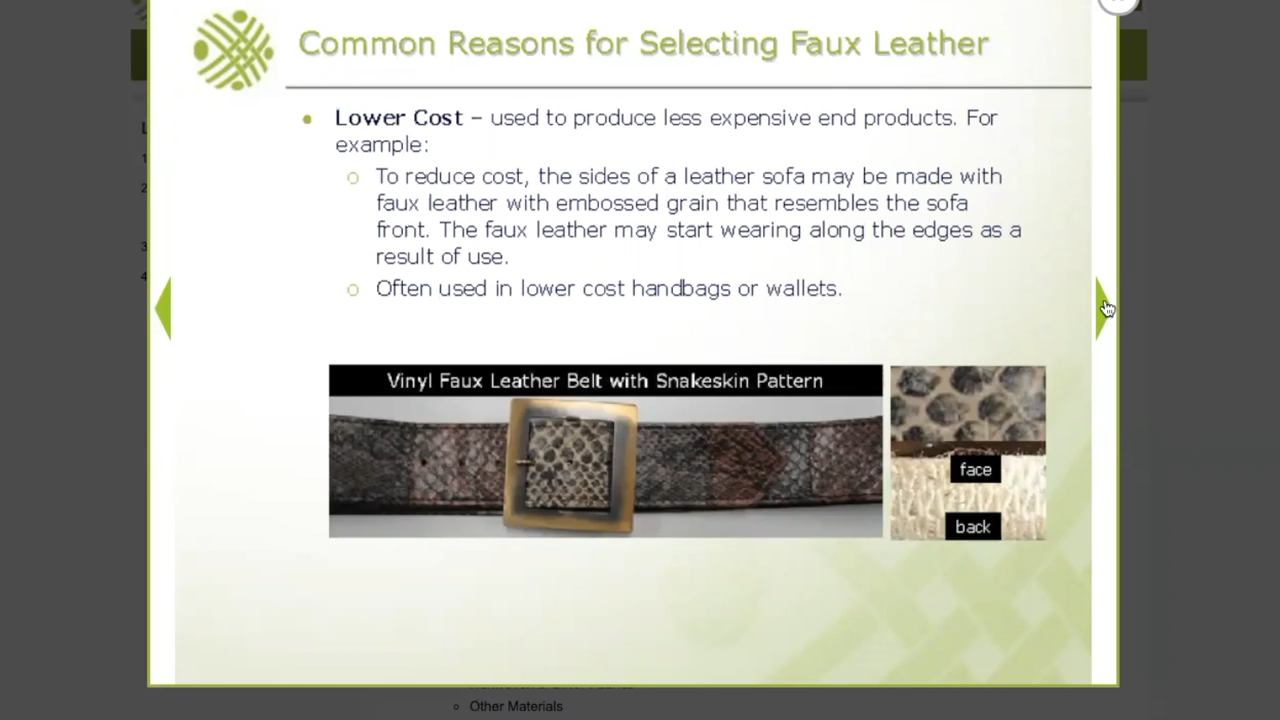 Common Reasons for Selecting Faux Leather
Lower Cost – used to produce less expensive end products. For
example:
To reduce cost, the sides of a leather sofa may be made with
faux leather with embossed grain that resembles the sofa
front. The faux leather may start wearing along the edges as a
result of use.
Often used in lower cost handbags or wallets.
Vinyl Faux Leather Belt with Snakeskin Pattern
face
back
Other Materials